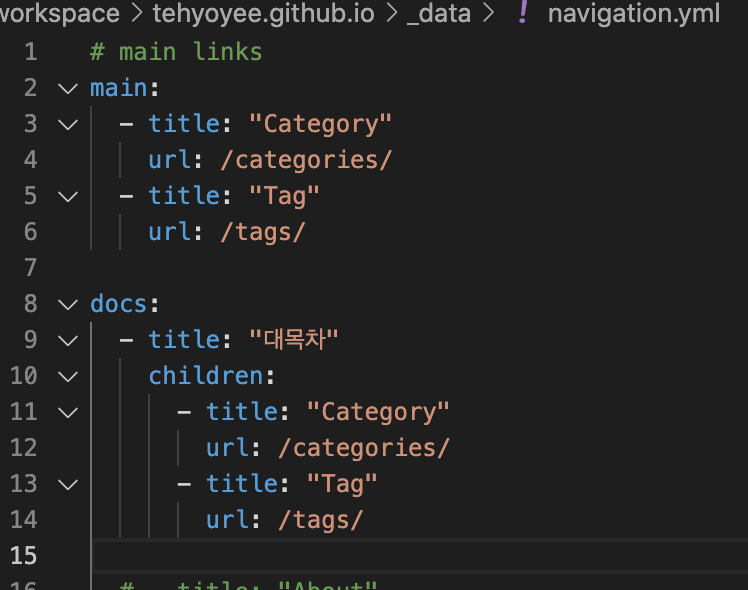 workspace > tehyoyee.github.io > _data > ! navigation.yml
1 # main links
2 main:
3 - title: "Category"
4 url: /categories/
5 - title: "Tag"
6 url: /tags/
7
8 docs:
9 - title: "대목차"
10 children:
11 - title: "Category"
12 url: /categories/
13 - title: "Tag"
14 url: /tags/
15
16 # - title: "About"